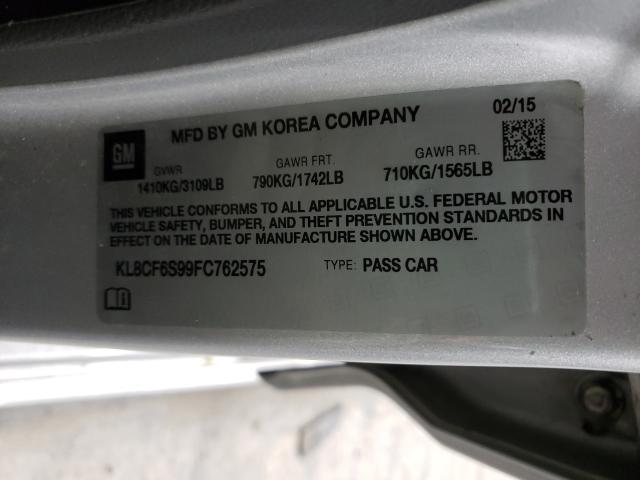 GM
MFD BY GM KOREA COMPANY
02/15
GVWR
1410KG/3109LB
GAWR FRT.
790KG/1742LB
GAWR RR.
710KG/1565LB
THIS VEHICLE CONFORMS TO ALL APPLICABLE U.S. FEDERAL MOTOR
VEHICLE SAFETY, BUMPER, AND THEFT PREVENTION STANDARDS IN
EFFECT ON THE DATE OF MANUFACTURE SHOWN ABOVE.
KL8CF6S99FC762575
TYPE: PASS CAR